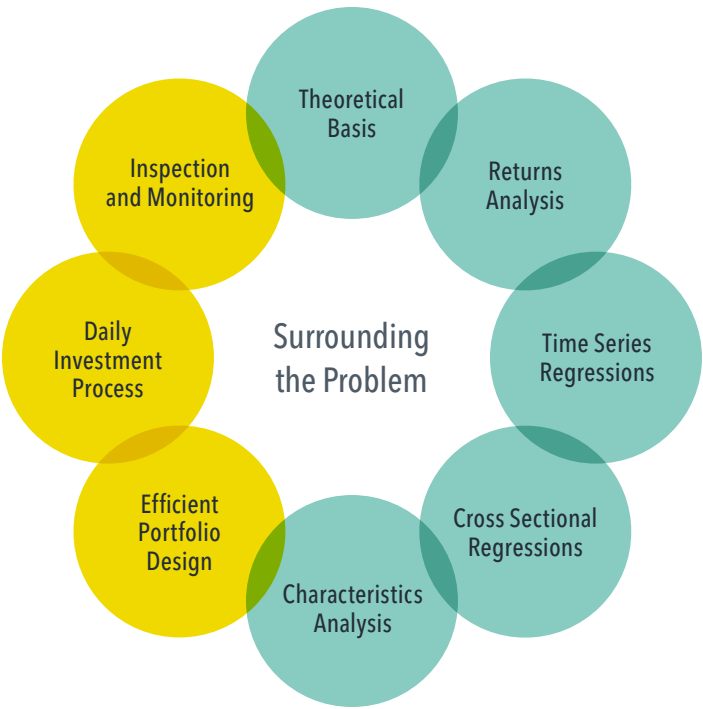 Theoretical
Basis
Returns
Analysis
Time Series
Regressions
Cross Sectional
Regressions
Characteristics
Analysis
Efficient
Portfolio
Design
Daily
Investment
Process
Inspection
and Monitoring
Surrounding
the Problem